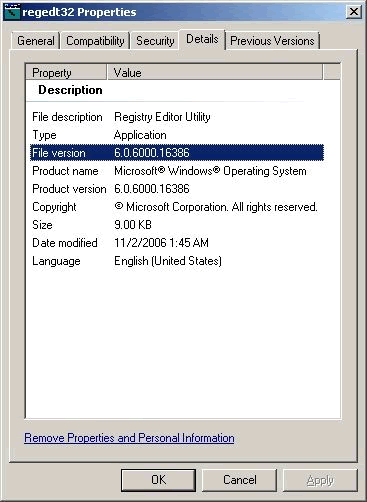 regedt32 Properties
General Compatibility Security Details Previous Versions
Property Value
Description
File description Registry Editor Utility
Type Application
File version 6.0.6000.16386
Product name Microsoft® Windows® Operating System
Product version 6.0.6000.16386
Copyright © Microsoft Corporation. All rights reserved.
Size 9.00 KB
Date modified 11/2/2006 1:45 AM
Language English (United States)
Remove Properties and Personal Information
OK Cancel Apply